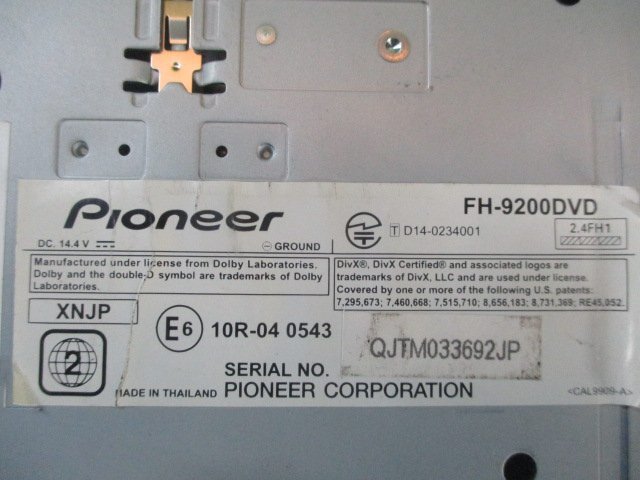 Pioneer
DC. 14.4 V
GROUND
T D14-0234001
FH-9200DVD
2.4FH1
Manufactured under license from Dolby Laboratories.
Dolby and the double-D symbol are trademarks of Dolby
Laboratories.
DivX®, DivX Certified® and associated logos are
trademarks of DivX, LLC and are used under license.
Covered by one or more of the following U.S. patents:
7,295,673; 7,460,668; 7,515,710; 8,656,183; 8,731,369; RE45,052.
XNJP
E6 10R-04 0543
QJTM033692JP
2
SERIAL NO.
MADE IN THAILAND PIONEER CORPORATION
<CAL9909-A>